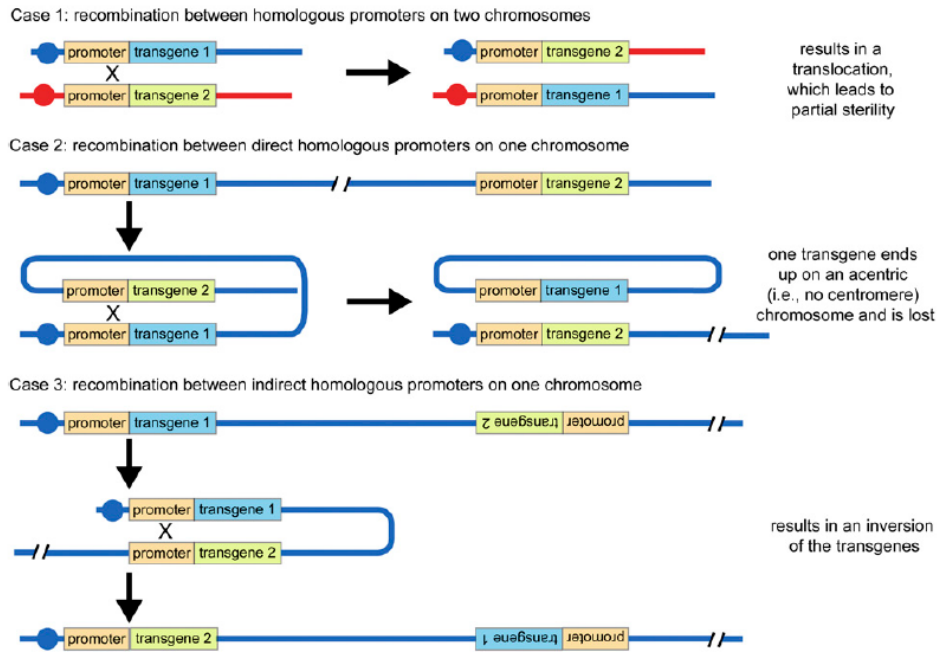 Case 1: recombination between homologous promoters on two chromosomes
promoter transgene 1
X
promoter transgene 2
promoter transgene 2
promoter transgene 1
results in a
translocation,
which leads to
partial sterility
Case 2: recombination between direct homologous promoters on one chromosome
promoter transgene 1
promoter transgene 2
promoter transgene 2
X
promoter transgene 1
promoter transgene 1
promoter transgene 2
one transgene ends
up on an acentric
(i.e., no centromere)
chromosome and is lost
Case 3: recombination between indirect homologous promoters on one chromosome
promoter transgene 1
transgene 2 promoter
promoter transgene 1
X
promoter transgene 2
results in an inversion
of the transgenes
promoter transgene 2
transgene 1 promoter